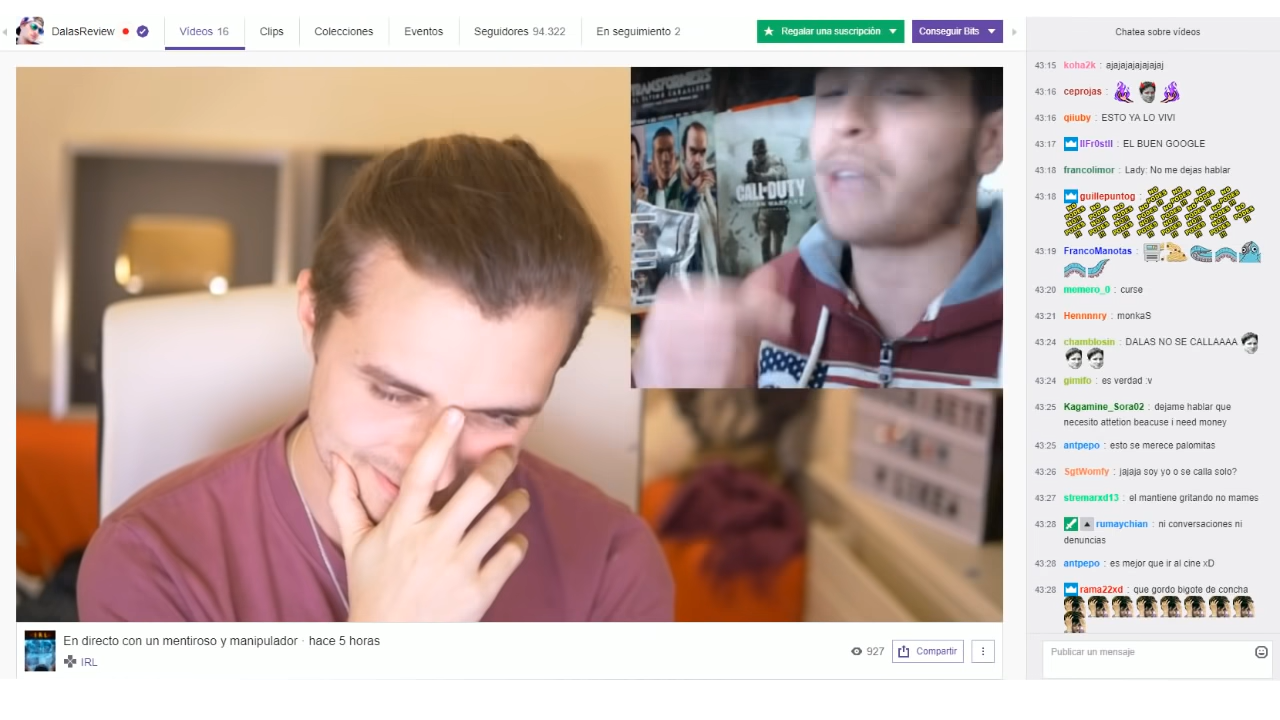 DalasReview
Vídeos 16
Clips
Colecciones
Eventos
Seguidores 94.322
En seguimiento 2
Regalar una suscripción
Conseguir Bits
Chatea sobre vídeos
TRANSFORMERS
CALL OF DUTY
MODERN WARFARE
43:15 koha2k : ajajajajajajaj
43:16 ceprojas :
43:16 qiiuby : ESTO YA LO VIVI
43:17 IlFr0stIl : EL BUEN GOOGLE
43:18 francolimor : Lady: No me dejas hablar
43:18 guillepuntog :
43:19 FrancoManotas :
43:20 memero_0 : curse
43:21 Hennnnry : monkaS
43:24 chamblosin : DALAS NO SE CALLAAAA
43:24 gimifo : es verdad :v
43:25 Kagamine_Sora02 : dejame hablar que
necesito attetion beacuse i need money
43:25 antpepo : esto se merece palomitas
43:26 SgtWomfy : jajaja soy yo o se calla solo?
43:27 stremarxd13 : el mantiene gritando no mames
43:28 rumaychian : ni conversaciones ni
denuncias
43:28 antpepo : es mejor que ir al cine xD
43:28 rama22xd : que gordo bigote de concha
En directo con un mentiroso y manipulador · hace 5 horas
IRL
927
Compartir
Publicar un mensaje